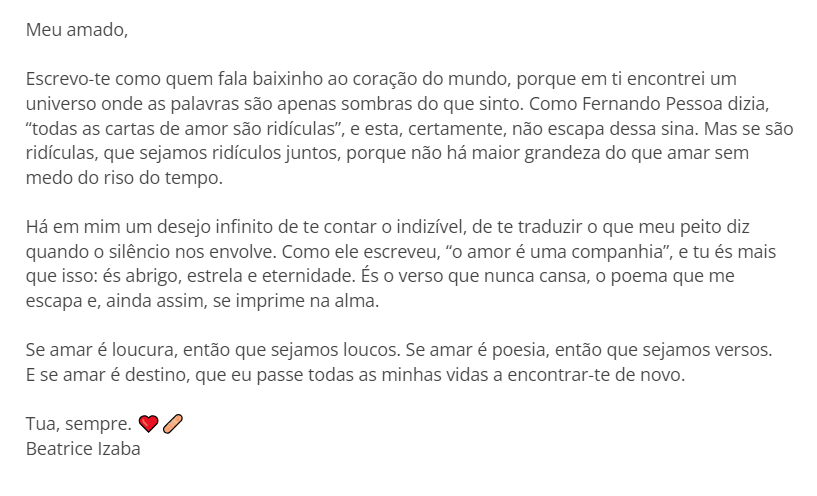 Meu amado,
Escrevo-te como quem fala baixinho ao coração do mundo, porque em ti encontrei um
universo onde as palavras são apenas sombras do que sinto. Como Fernando Pessoa dizia,
“todas as cartas de amor são ridículas”, e esta, certamente, não escapa dessa sina. Mas se são
ridículas, que sejamos ridículos juntos, porque não há maior grandeza do que amar sem
medo do riso do tempo.
Há em mim um desejo infinito de te contar o indizível, de te traduzir o que meu peito diz
quando o silêncio nos envolve. Como ele escreveu, “o amor é uma companhia”, e tu és mais
que isso: és abrigo, estrela e eternidade. És o verso que nunca cansa, o poema que me
escapa e, ainda assim, se imprime na alma.
Se amar é loucura, então que sejamos loucos. Se amar é poesia, então que sejamos versos.
E se amar é destino, que eu passe todas as minhas vidas a encontrar-te de novo.
Tua, sempre. ❤️🩹
Beatrice Izaba